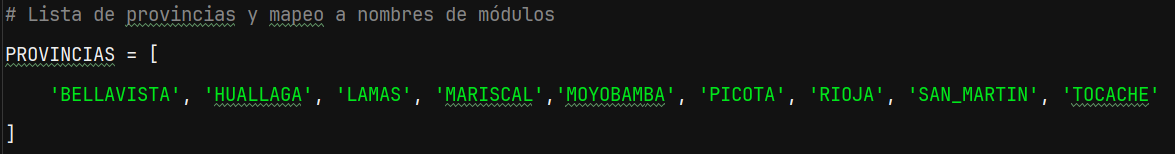 # Lista de provincias y mapeo a nombres de módulos
PROVINCIAS = [
'BELLAVISTA', 'HUALLAGA', 'LAMAS', 'MARISCAL','MOYOBAMBA', 'PICOTA', 'RIOJA', 'SAN_MARTIN', 'TOCACHE'
]